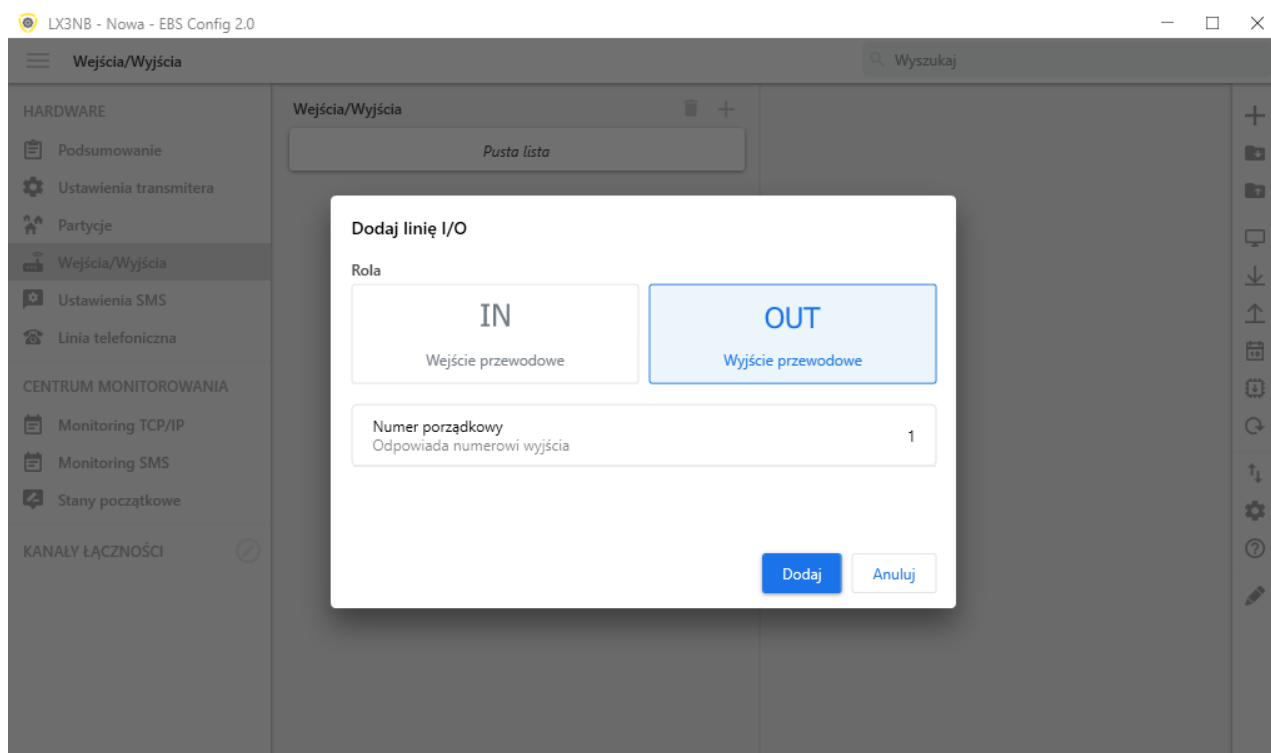 LX3NB - Nowa - EBS Config 2.0
Wejścia/Wyjścia
Wyszukaj
HARDWARE
Podsumowanie
Ustawienia transmitera
Partycje
Wejścia/Wyjścia
Ustawienia SMS
Linia telefoniczna
CENTRUM MONITOROWANIA
Monitoring TCP/IP
Monitoring SMS
Stany początkowe
KANAŁY ŁĄCZNOŚCI
Wejścia/Wyjścia
Pusta lista
Dodaj linię I/O
Rola
IN
Wejście przewodowe
OUT
Wyjście przewodowe
Numer porządkowy
Odpowiada numerowi wyjścia
1
Dodaj
Anuluj